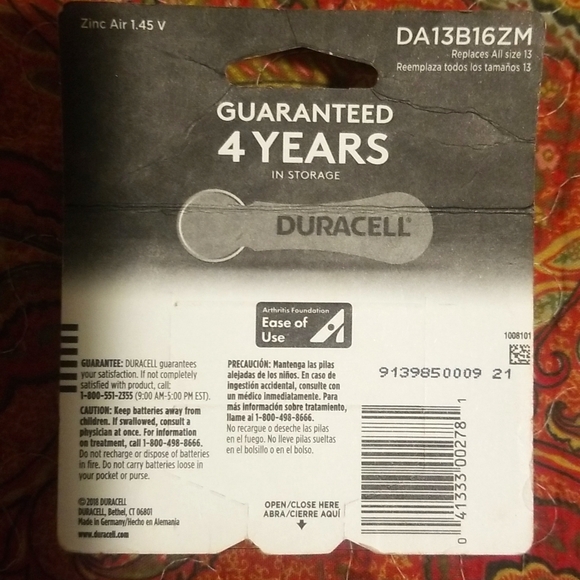 Zinc Air 1.45 V
DA13B16ZM
Replaces All size 13
Reemplaza todos los tamaños 13
GUARANTEED
4 YEARS
IN STORAGE
DURACELL®
Arthritis Foundation
Ease of
Use
1008101
9139850009 21
GUARANTEE: DURACELL guarantees
your satisfaction. If not completely
satisfied with product, call:
1-800-551-2355 (9:00 AM-5:00 PM EST).
CAUTION: Keep batteries away from
children. If swallowed, consult a
physician at once. For information
on treatment, call 1-800-498-8666.
Do not recharge or dispose of batteries
in fire. Do not carry batteries loose in
your pocket or purse.
PRECAUCIÓN: Mantenga las pilas
alejadas de los niños. En caso de
ingestión accidental, consulte con
un médico inmediatamente. Para
más información sobre tratamiento,
llame al 1-800-498-8666.
No recargue o deseche las pilas
en el fuego. No lleve pilas sueltas
en el bolsillo o en el bolso.
©2018 DURACELL
DURACELL, Bethel, CT 06801
Made in Germany/Hecho en Alemania
www.duracell.com
OPEN/CLOSE HERE
ABRA/CIERRE AQUÍ
0 41333 00278 1